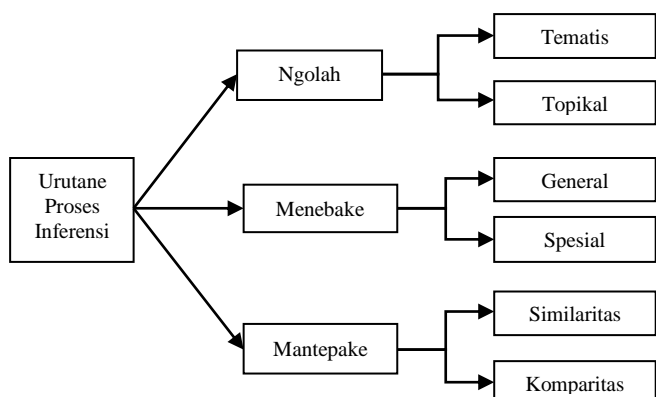 Urutane
Proses
Inferensi
Ngolah
Tematis
Topikal
Menebake
General
Spesial
Mantepake
Similaritas
Komparitas